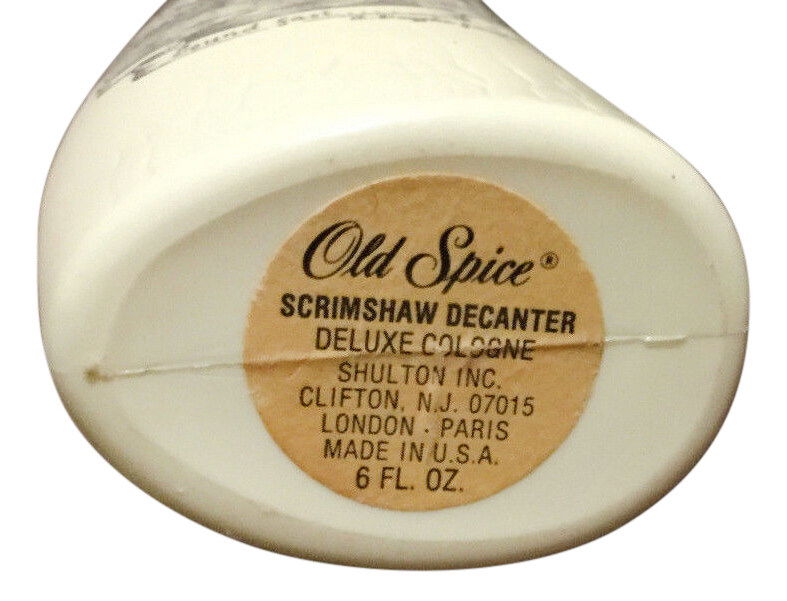 Old Spice®
SCRIMSHAW DECANTER
DELUXE COLOGNE
SHULTON INC.
CLIFTON, N.J. 07015
LONDON · PARIS
MADE IN U.S.A.
6 FL. OZ.